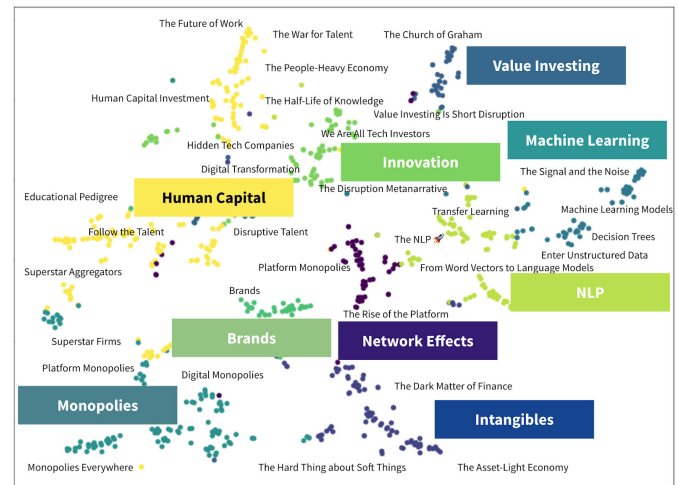 The Future of Work
The War for Talent
The Church of Graham
Value Investing
The People-Heavy Economy
Human Capital Investment
The Half-Life of Knowledge
Value Investing Is Short Disruption
We Are All Tech Investors
Machine Learning
Hidden Tech Companies
Innovation
Digital Transformation
The Signal and the Noise
Human Capital
The Disruption Metanarrative
Educational Pedigree
Transfer Learning
Machine Learning Models
Follow the Talent
Disruptive Talent
The NLP 🚀
Decision Trees
Enter Unstructured Data
Superstar Aggregators
Platform Monopolies
From Word Vectors to Language Models
Brands
NLP
The Rise of the Platform
Superstar Firms
Brands
Network Effects
Platform Monopolies
Digital Monopolies
The Dark Matter of Finance
Monopolies
Intangibles
Monopolies Everywhere
The Hard Thing about Soft Things
The Asset-Light Economy